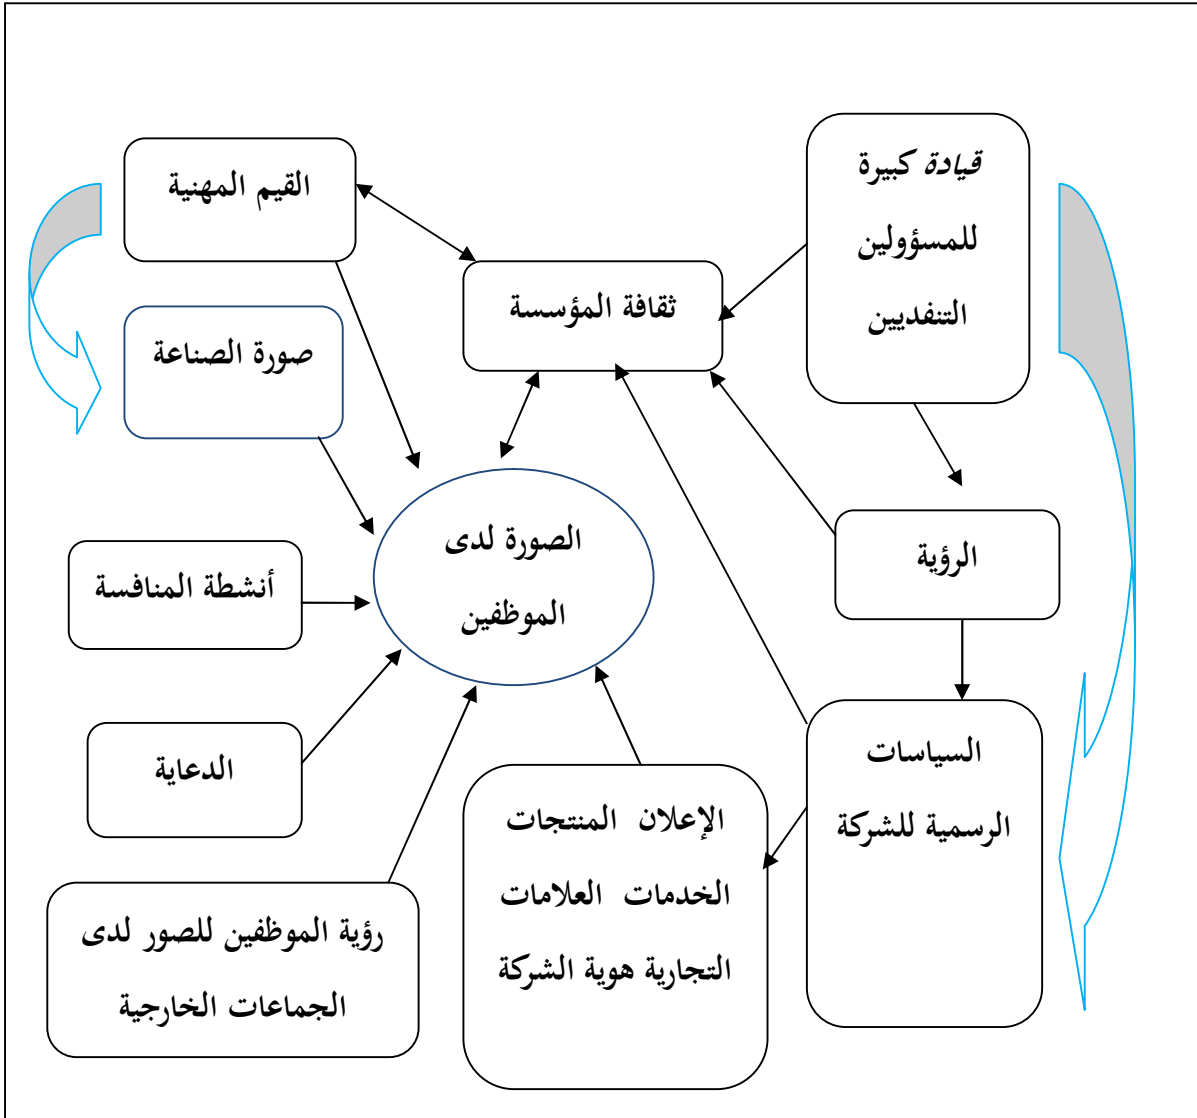 قيادة كبيرة
للمسؤولين
التنفديين
القيم المهنية
ثقافة المؤسسة
صورة الصناعة
الصورة لدى
الموظفين
الرؤية
أنشطة المنافسة
السياسات
الرسمية للشركة
الدعاية
الإعلان المنتجات
الخدمات العلامات
التجارية هوية الشركة
رؤية الموظفين للصور لدى
الجماعات الخارجية